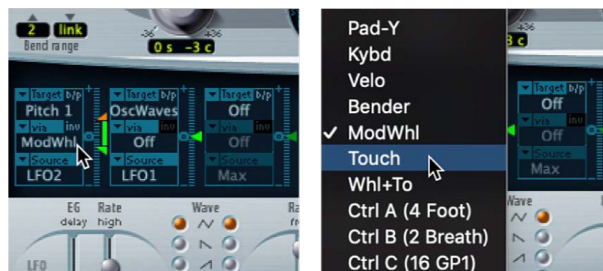 2 link
Bend range
-36 36
0 s -3 c
Target b/p Target b/p Target b/p
Pitch 1 OscWaves Off
via inv via inv via inv
ModWhl Off Off
Source Source Source
LFO2 LFO1 Max
EG Rate Wave Ra
delay high
LFO
Pad-Y
Kybd
Velo
Bender
✓ ModWhl
Touch
Whl+To
Ctrl A (4 Foot)
Ctrl B (2 Breath)
Ctrl C (16 GP1)
36
3 c
Target b/p
Off
via inv
Off
Source
Max
Wave